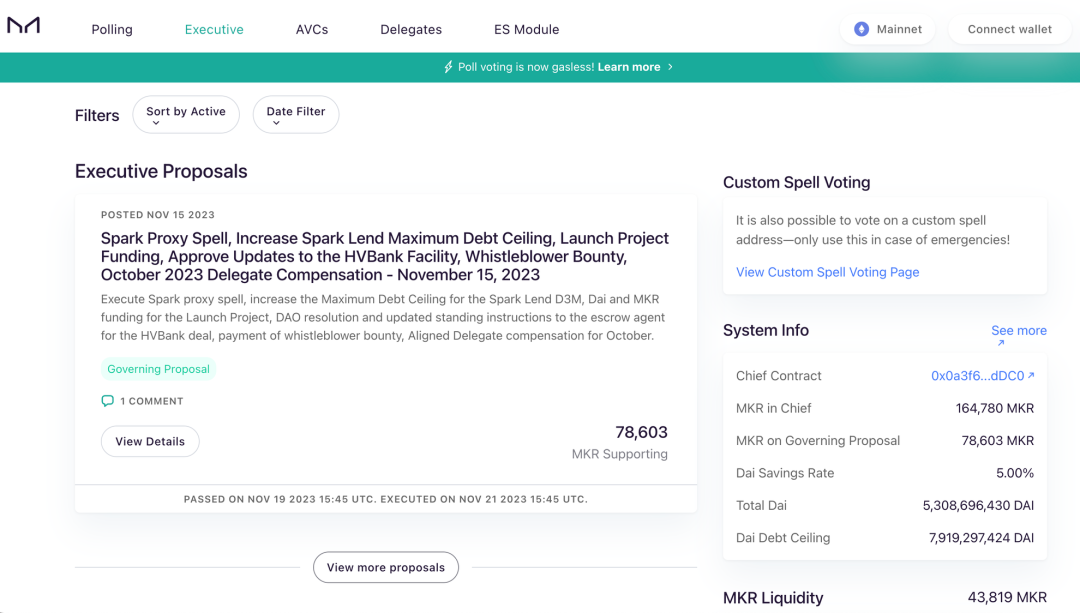 Polling
Executive
AVCs
Delegates
ES Module
Mainnet
Connect wallet
Poll voting is now gasless! Learn more
Filters
Sort by Active
Date Filter
Executive Proposals
POSTED NOV 15 2023
Spark Proxy Spell, Increase Spark Lend Maximum Debt Ceiling, Launch Project
Funding, Approve Updates to the HVBank Facility, Whistleblower Bounty,
October 2023 Delegate Compensation - November 15, 2023
Execute Spark proxy spell, increase the Maximum Debt Ceiling for the Spark Lend D3M, Dai and MKR
funding for the Launch Project, DAO resolution and updated standing instructions to the escrow agent
for the HVBank deal, payment of whistleblower bounty, Aligned Delegate compensation for October.
Governing Proposal
1 COMMENT
View Details
78,603
MKR Supporting
PASSED ON NOV 19 2023 15:45 UTC. EXECUTED ON NOV 21 2023 15:45 UTC.
View more proposals
Custom Spell Voting
It is also possible to vote on a custom spell
address—only use this in case of emergencies!
View Custom Spell Voting Page
System Info
See more
Chief Contract 0x0a3f6...dDC0
MKR in Chief 164,780 MKR
MKR on Governing Proposal 78,603 MKR
Dai Savings Rate 5.00%
Total Dai 5,308,696,430 DAI
Dai Debt Ceiling 7,919,297,424 DAI
MKR Liquidity 43,819 MKR